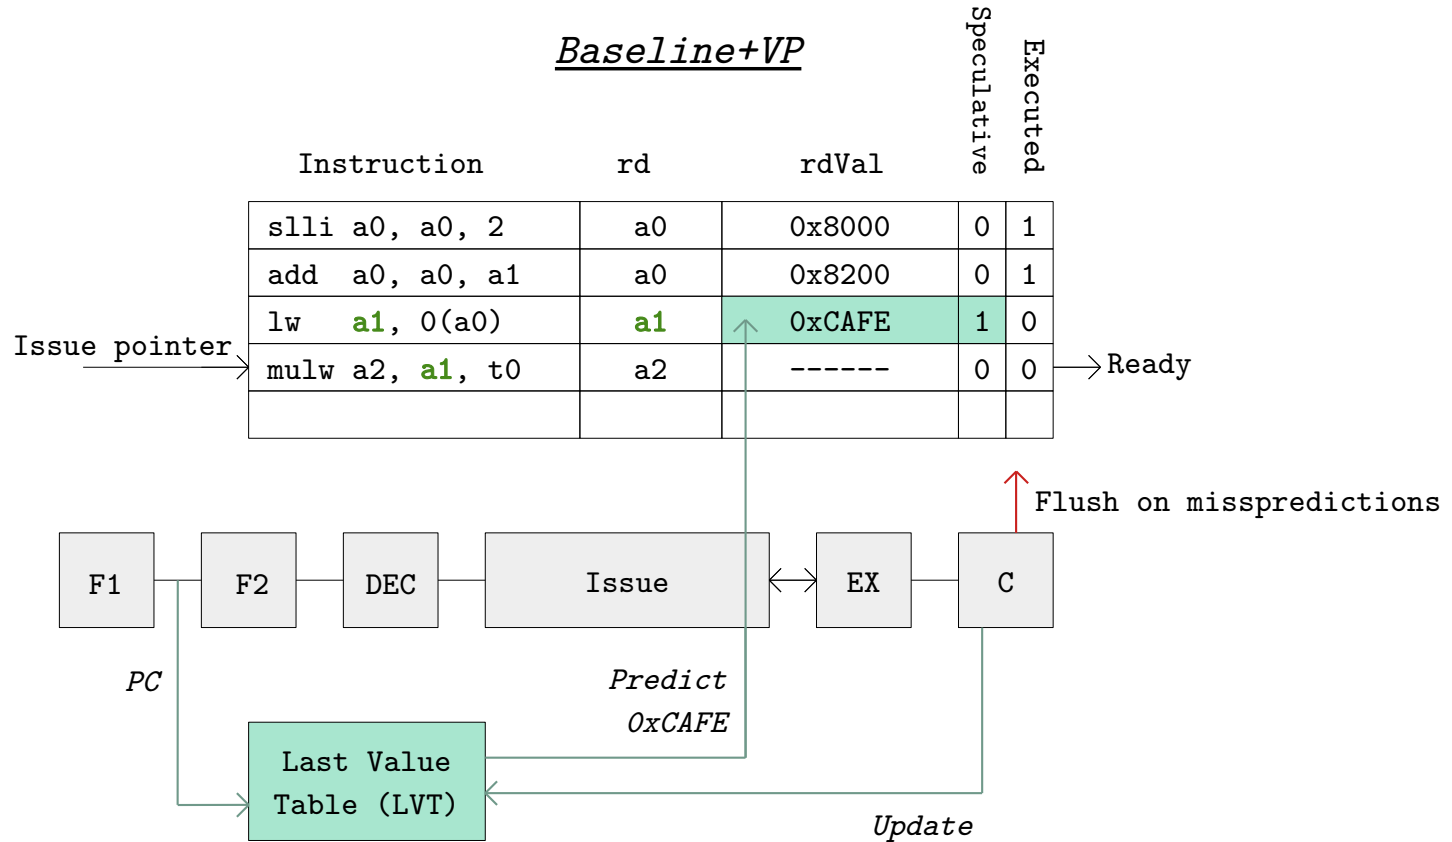 Baseline+VP
Speculative
Executed
Instruction rd rdVal
slli a0, a0, 2 a0 0x8000 0 1
add a0, a0, a1 a0 0x8200 0 1
lw a1, 0(a0) a1 0xCAFE 1 0
Issue pointer
mulw a2, a1, t0 a2 ------ 0 0
Ready
Flush on misspredictions
F1 F2 DEC Issue EX C
PC
Predict
0xCAFE
Last Value
Table (LVT)
Update